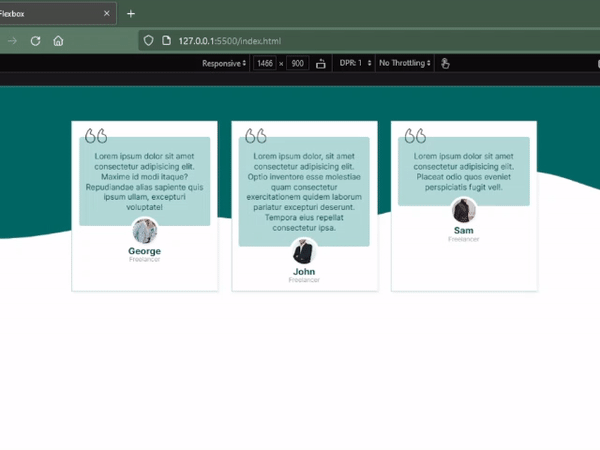 Flexbox
127.0.0.1:5500/index.html
Responsive 1466 × 900 DPR: 1 No Throttling
Lorem ipsum dolor sit amet
consectetur adipisicing elit.
Maxime id modi itaque?
Repudiandae alias sapiente quis
ipsum ullam, excepturi
voluptate!
George
Freelancer
Lorem ipsum dolor, sit amet
consectetur adipisicing elit.
Optio inventore esse molestiae
quam consectetur
exercitationem quidem laborum
pariatur excepturi deserunt.
Tempora eius repellat
consectetur ipsa.
John
Freelancer
Lorem ipsum dolor sit amet
consectetur, adipisicing elit.
Placeat odio quos eveniet
perspiciatis fugit vel!.
Sam
Freelancer